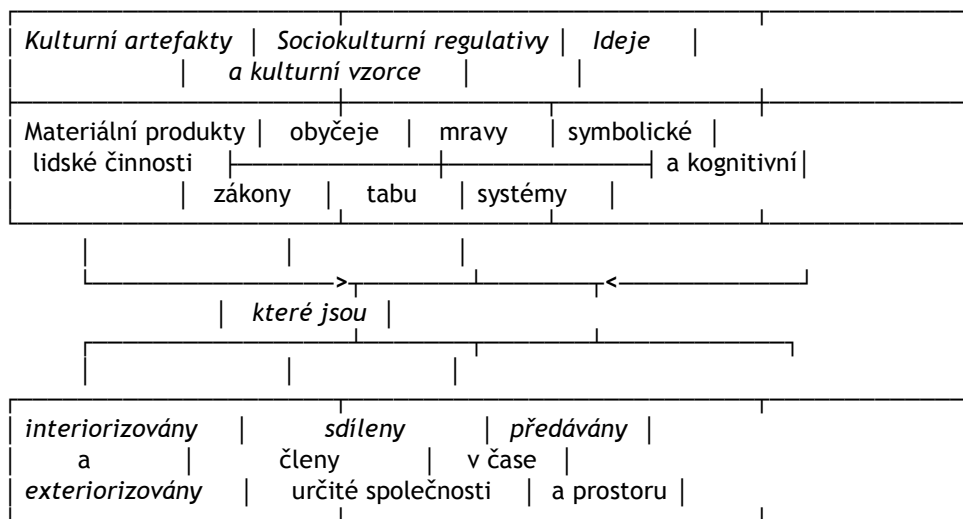 Kulturní artefakty Sociokulturní regulativy Ideje
a kulturní vzorce
Materiální produkty obyčeje mravy symbolické
lidské činnosti a kognitivní
zákony tabu systémy
které jsou
interiorizovány sdíleny předávány
a členy v čase
exteriorizovány určité společnosti a prostoru